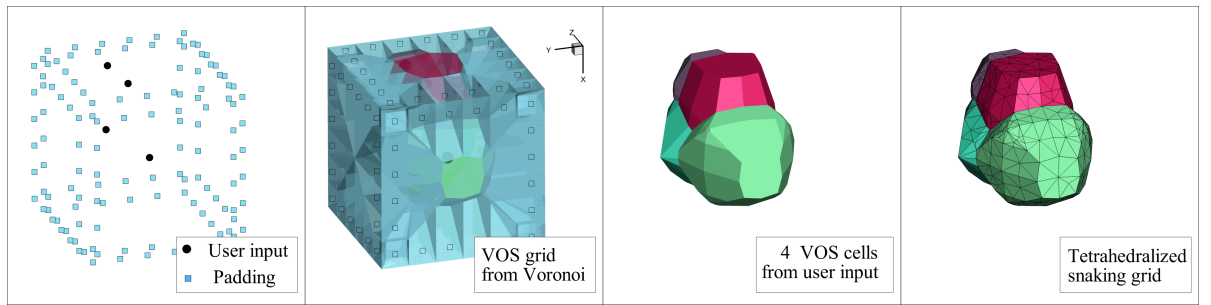 User input
Padding
Z
Y
X
VOS grid
from Voronoi
4 VOS cells
from user input
Tetrahedralized
snaking grid